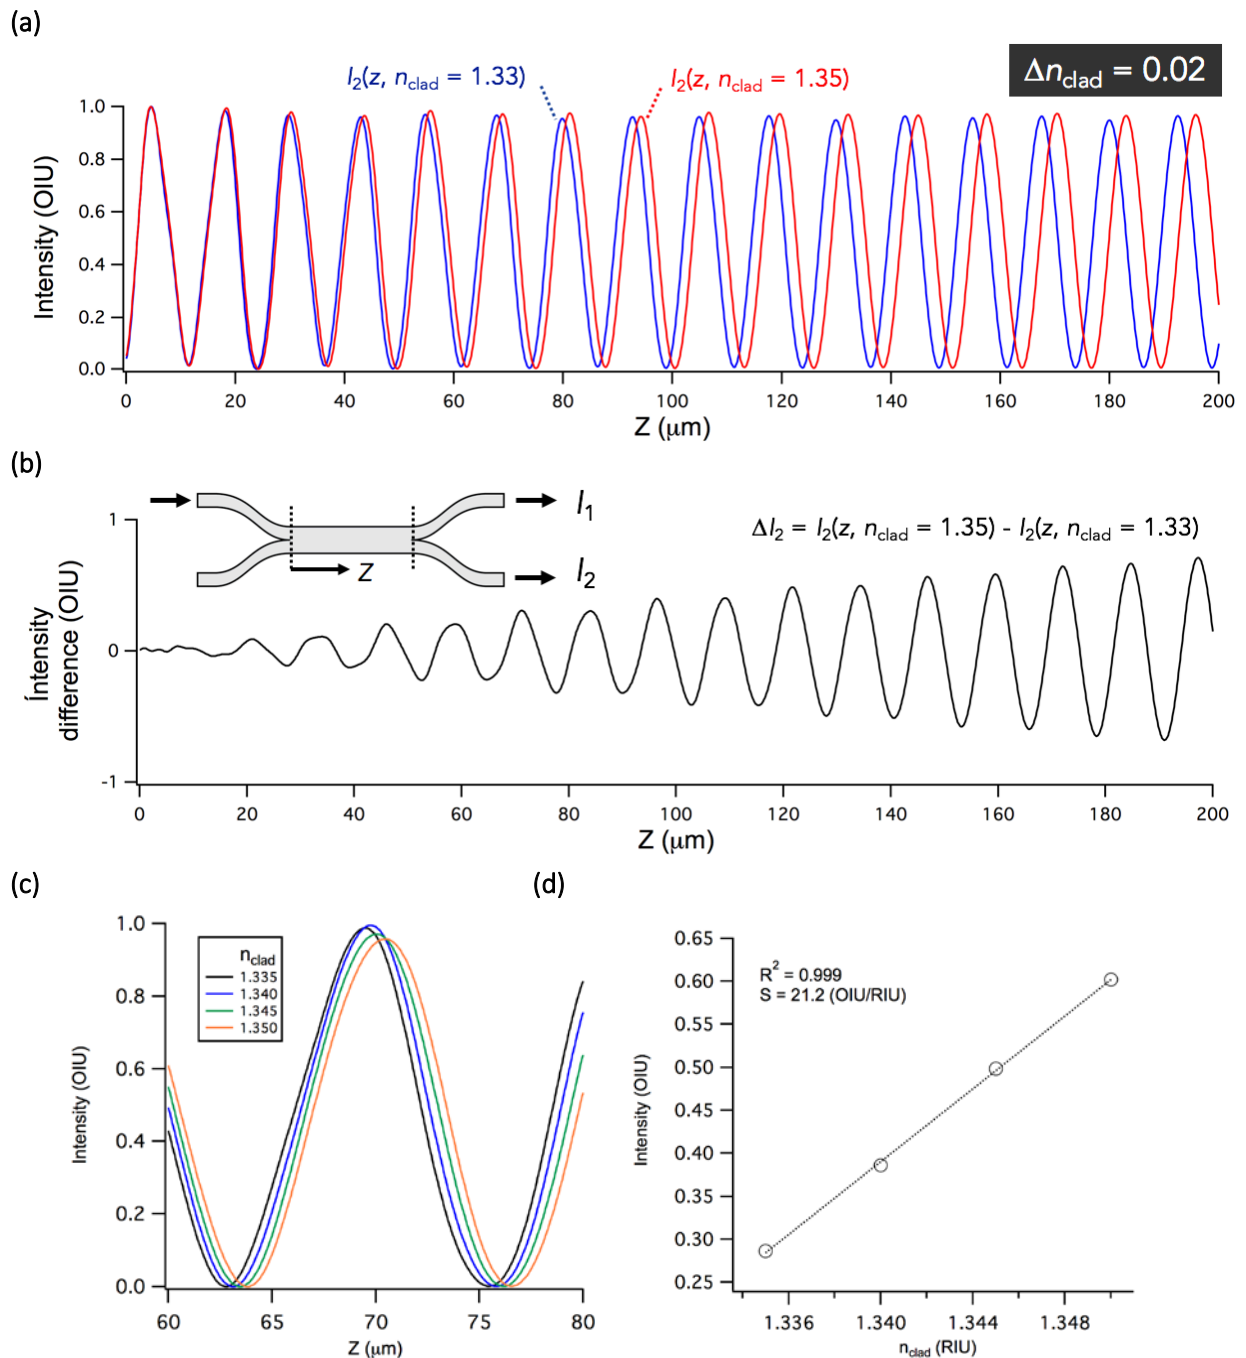 (a)
I2(z, nclad = 1.33)
I2(z, nclad = 1.35)
Δnclad = 0.02
1.0
0.8
0.6
0.4
0.2
0.0
Intensity (OIU)
0 20 40 60 80 100 120 140 160 180 200
Z (μm)
(b)
I1
I2
Z
ΔI2 = I2(z, nclad = 1.35) - I2(z, nclad = 1.33)
1
0
-1
Íntensity
difference (OIU)
0 20 40 60 80 100 120 140 160 180 200
Z (μm)
(c)
1.0
0.8
0.6
0.4
0.2
0.0
Intensity (OIU)
nclad
1.335
1.340
1.345
1.350
60 65 70 75 80
Z (μm)
(d)
0.65
0.60
0.55
0.50
0.45
0.40
0.35
0.30
0.25
Intensity (OIU)
R2 = 0.999
S = 21.2 (OIU/RIU)
1.336 1.340 1.344 1.348
nclad (RIU)